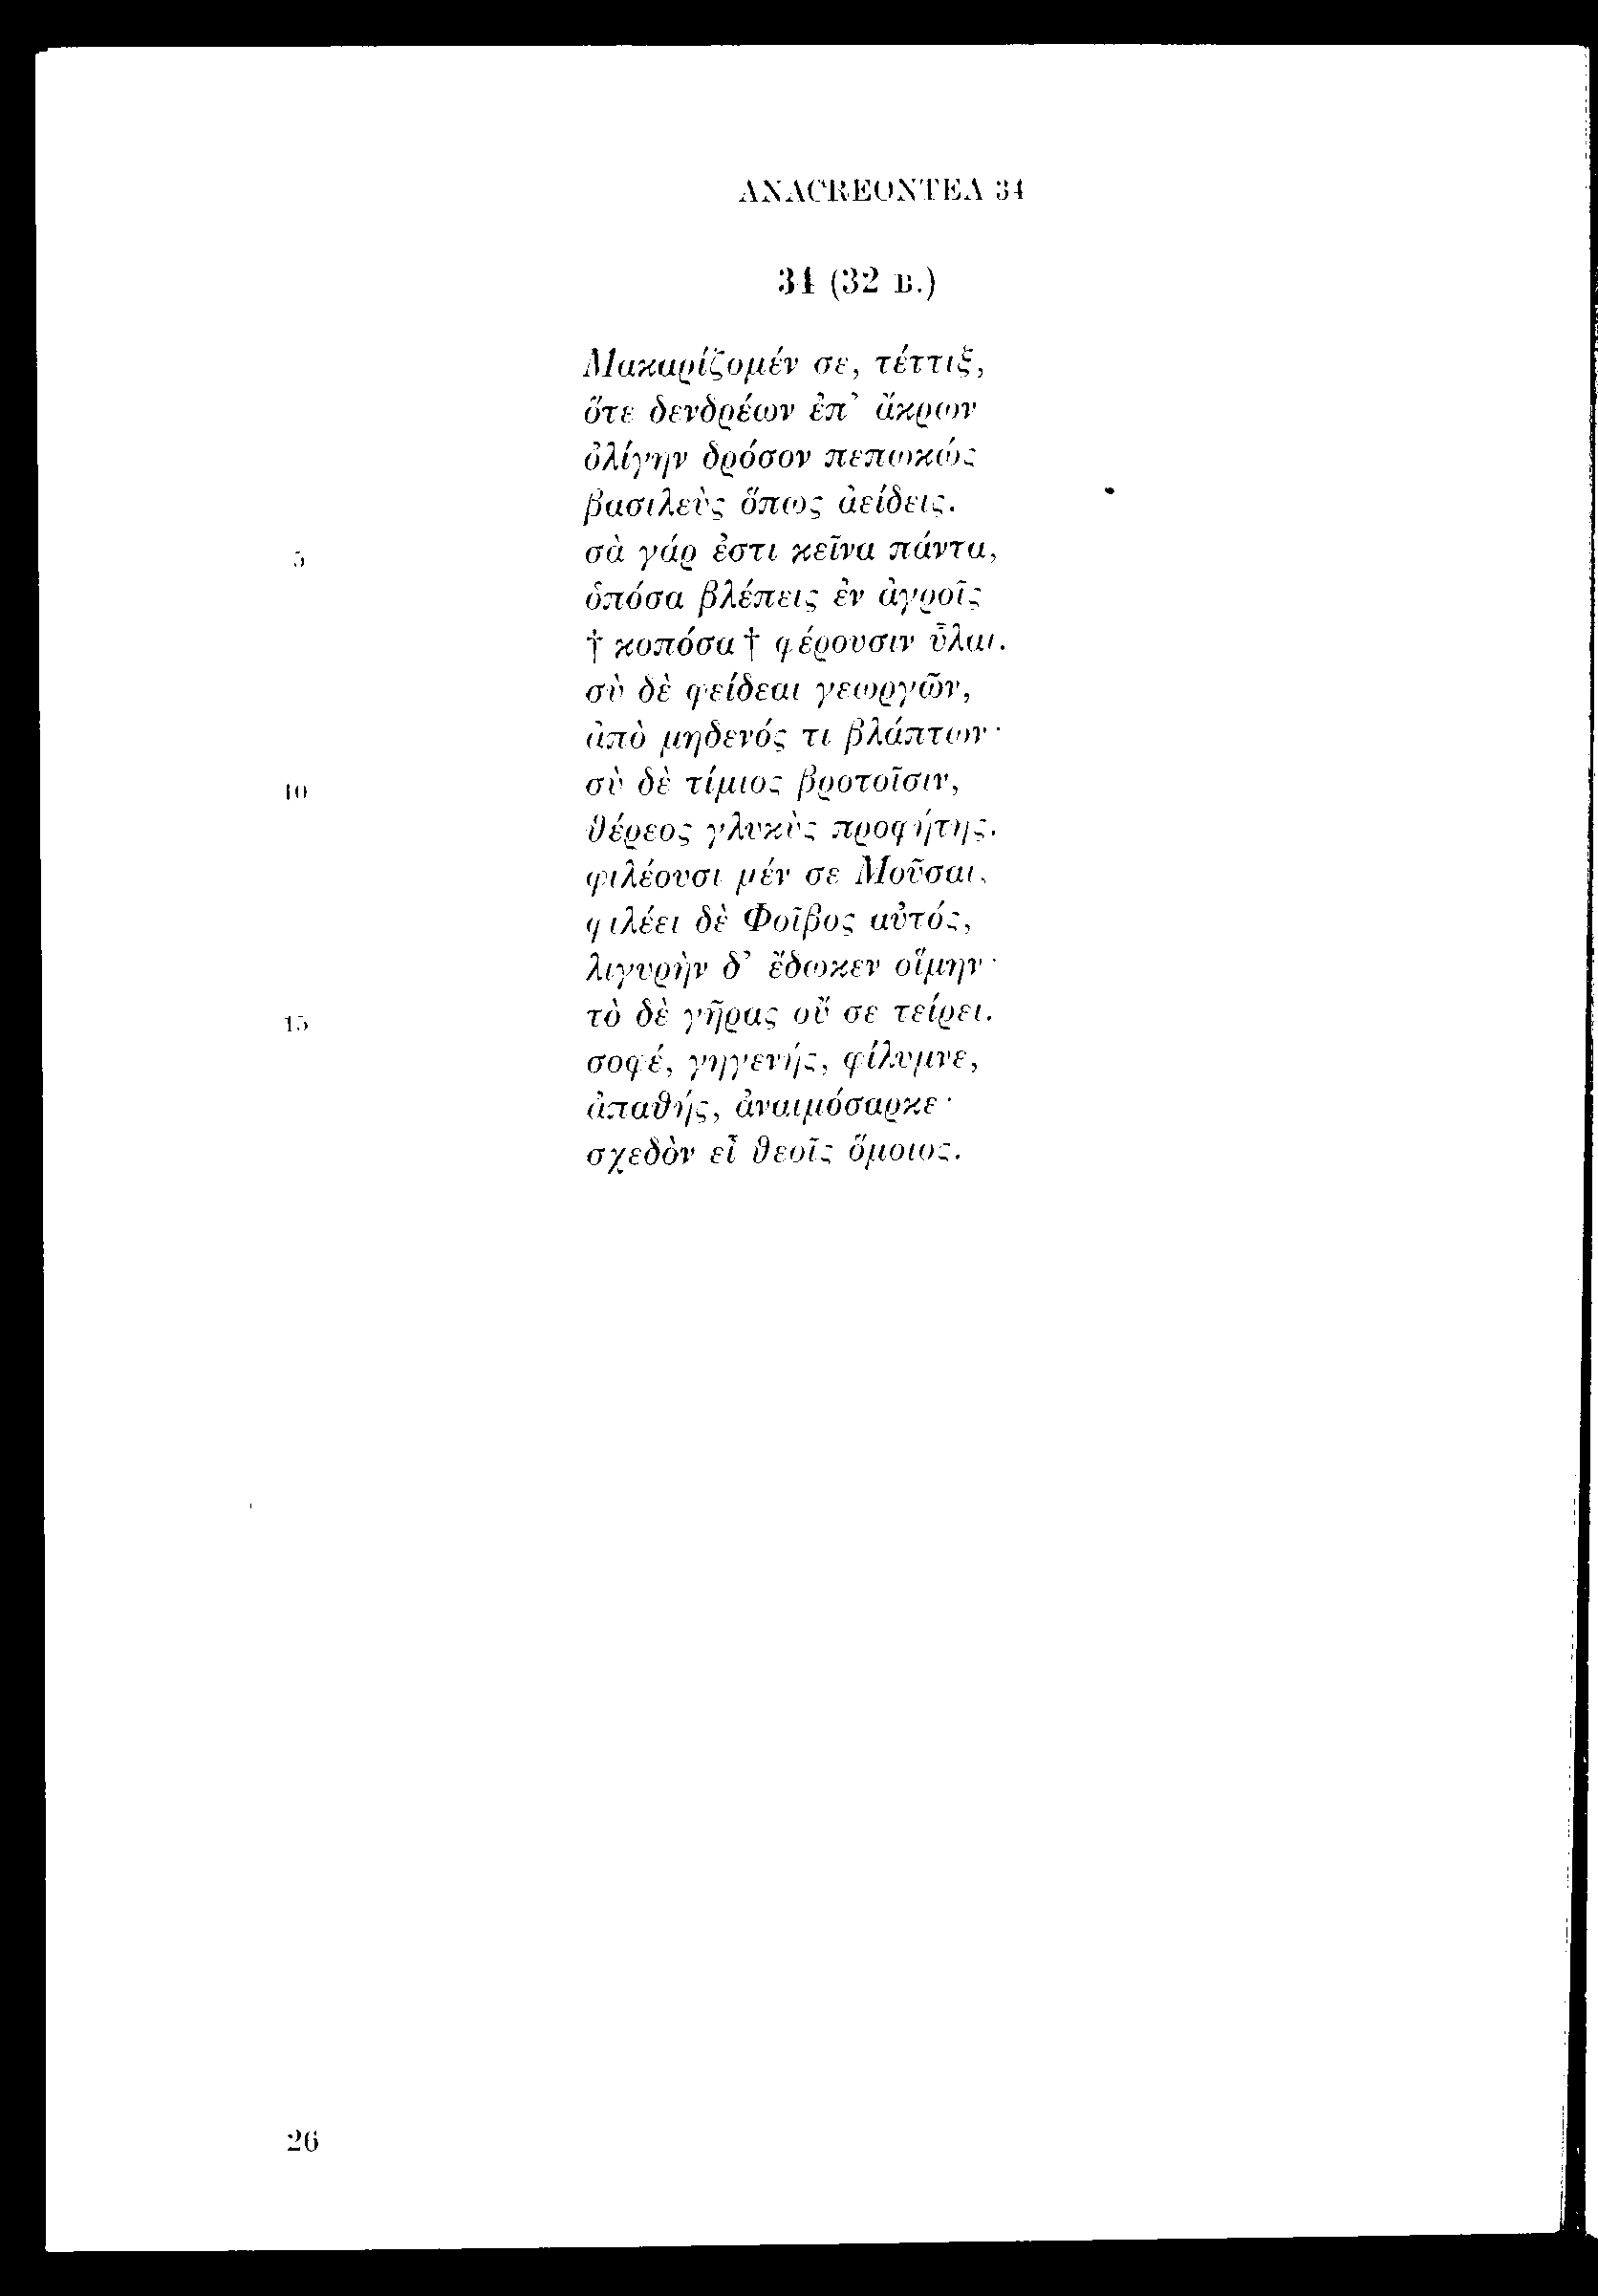 ANACREONTEA 34
34 (32 B.)
Μακαρίζομέν σε, τέττιξ,
ὅτε δενδρέων ἐπ’ ἄκρων
ὀλίγην δρόσον πεπωκώς
βασιλεὺς ὅπως ἀείδεις.
5 σὰ γάρ ἐστι κεῖνα πάντα,
ὁπόσα βλέπεις ἐν ἀγροῖς
† κοπόσα † φέρουσιν ὗλαι.
σὺ δὲ φείδεαι γεωργῶν,
ἀπὸ μηδενός τι βλάπτων·
10 σὺ δὲ τίμιος βροτοῖσιν,
θέρεος γλυκὺς προφήτης.
φιλέουσι μέν σε Μοῦσαι,
φιλέει δὲ Φοῖβος αὐτός,
λιγυρὴν δ’ ἔδωκεν οἴμην·
15 τὸ δὲ γῆρας οὔ σε τείρει.
σοφέ, γηγενής, φίλυμνε,
ἀπαθής, ἀναιμόσαρκε·
σχεδὸν εἶ θεοῖς ὅμοιος.
26